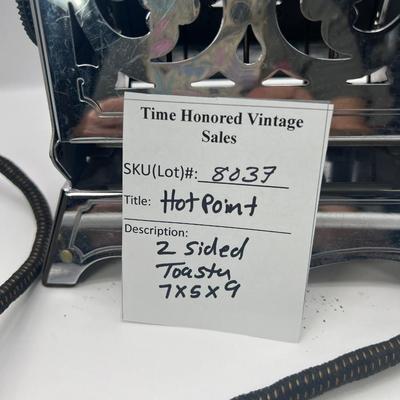 Time Honored Vintage
Sales
SKU(Lot)#: 8037
Title: Hotpoint
Description:
2 sided
Toaster
7x5x9